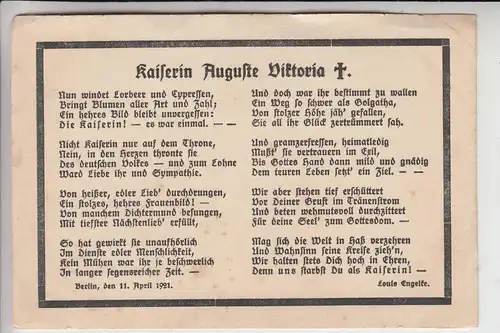 Kaiserin Auguste Viktoria ✝.
Nun windet Lorbeer und Cypressen,
Bringt Blumen aller Art und Zahl;
Ein hehres Bild bleibt unvergessen:
Die Kaiserin! — es war einmal. — —
Nicht Kaiserin nur auf dem Throne,
Nein, in den Herzen thronte sie
Des deutschen Volkes — und zum Lohne
Ward Liebe ihr und Sympathie.
Von heißer, edler Lieb' durchdrungen,
Ein stolzes, hehres Frauenbild! —
Von manchem Dichtermund besungen,
Mit tiefster Nächstenlieb' erfüllt,
So hat gewirkt sie unaufhörlich
Im Dienste edler Menschlichkeit,
Kein Mühen war ihr je beschwerlich
In langer segensreicher Zeit. —
Berlin, den 11. April 1921.
Und doch war ihr bestimmt zu wallen
Ein Weg so schwer als Golgatha,
Von stolzer Höhe jäh' gefallen,
Sie all ihr Glück zertrümmert sah.
Und gramzerfressen, heimatledig
Mußt' sie vertrauern im Exil,
Bis Gottes Hand dann mild und gnädig
Dem teuren Leben setzt' ein Ziel. — —
Wir aber stehen tief erschüttert
Vor Deiner Gruft im Tränenstrom
Und beten wehmutsvoll durchzittert
Für deine Seel' zum Gottesdom. —
Mag sich die Welt in Haß verzehren
Und Wahnsinn seine Kreise zieh'n,
Wir halten stets Dich hoch in Ehren,
Denn uns starbst Du als Kaiserin! —
Louis Engelke.